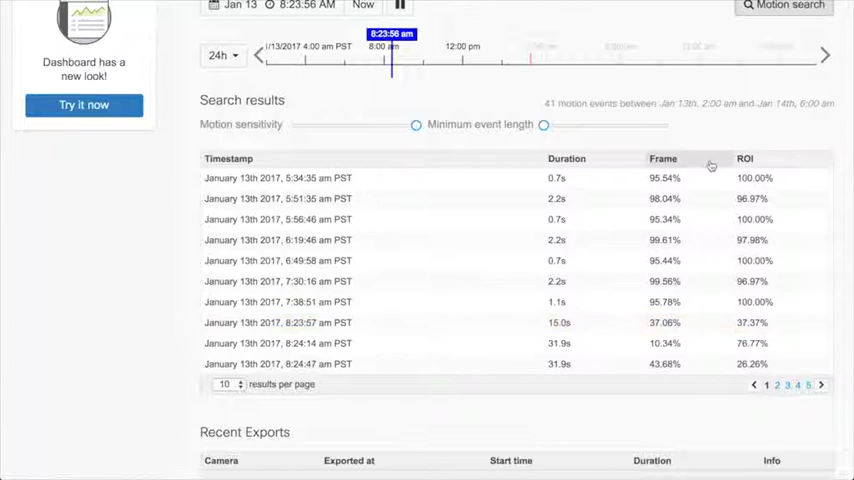 Jan 13 8:23:56 AM Now Motion search
8:23:56 am
24h
/13/2017 4:00 am PST 8:00 am 12:00 pm
Dashboard has a
new look!
Try it now
Search results
41 motion events between Jan 13th, 2:00 am and Jan 14th, 6:00 am
Motion sensitivity Minimum event length
Timestamp Duration Frame ROI
January 13th 2017, 5:34:35 am PST 0.7s 95.54% 100.00%
January 13th 2017, 5:51:35 am PST 2.2s 98.04% 96.97%
January 13th 2017, 5:56:46 am PST 0.7s 95.34% 100.00%
January 13th 2017, 6:19:46 am PST 2.2s 99.61% 97.98%
January 13th 2017, 6:49:58 am PST 0.7s 95.44% 100.00%
January 13th 2017, 7:30:16 am PST 2.2s 99.56% 96.97%
January 13th 2017, 7:38:51 am PST 1.1s 95.78% 100.00%
January 13th 2017, 8:23:57 am PST 15.0s 37.06% 37.37%
January 13th 2017, 8:24:14 am PST 31.9s 10.34% 76.77%
January 13th 2017, 8:24:47 am PST 31.9s 43.68% 26.26%
10 results per page 1 2 3 4 5
Recent Exports
Camera Exported at Start time Duration Info